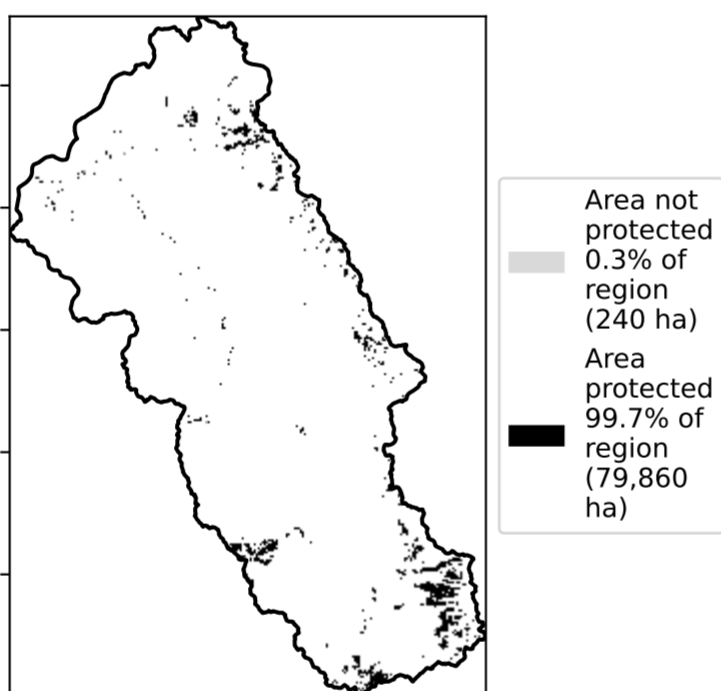 Area not
protected
0.3% of
region
(240 ha)
Area
protected
99.7% of
region
(79,860
ha)